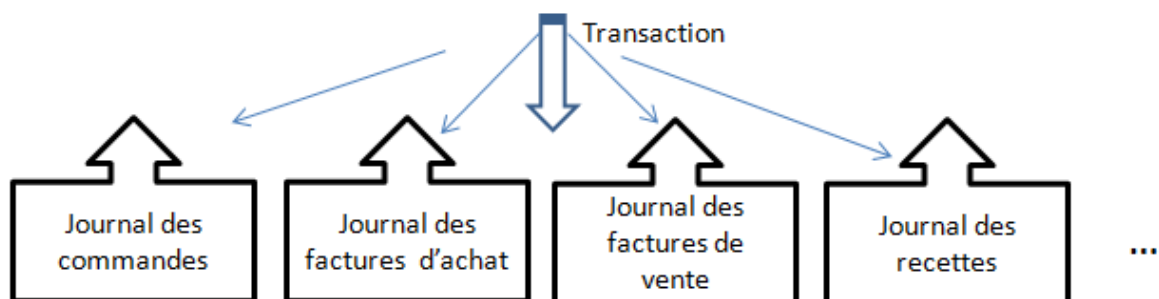 Transaction
Journal des
commandes
Journal des
factures d'achat
Journal des
factures de
vente
Journal des
recettes
...